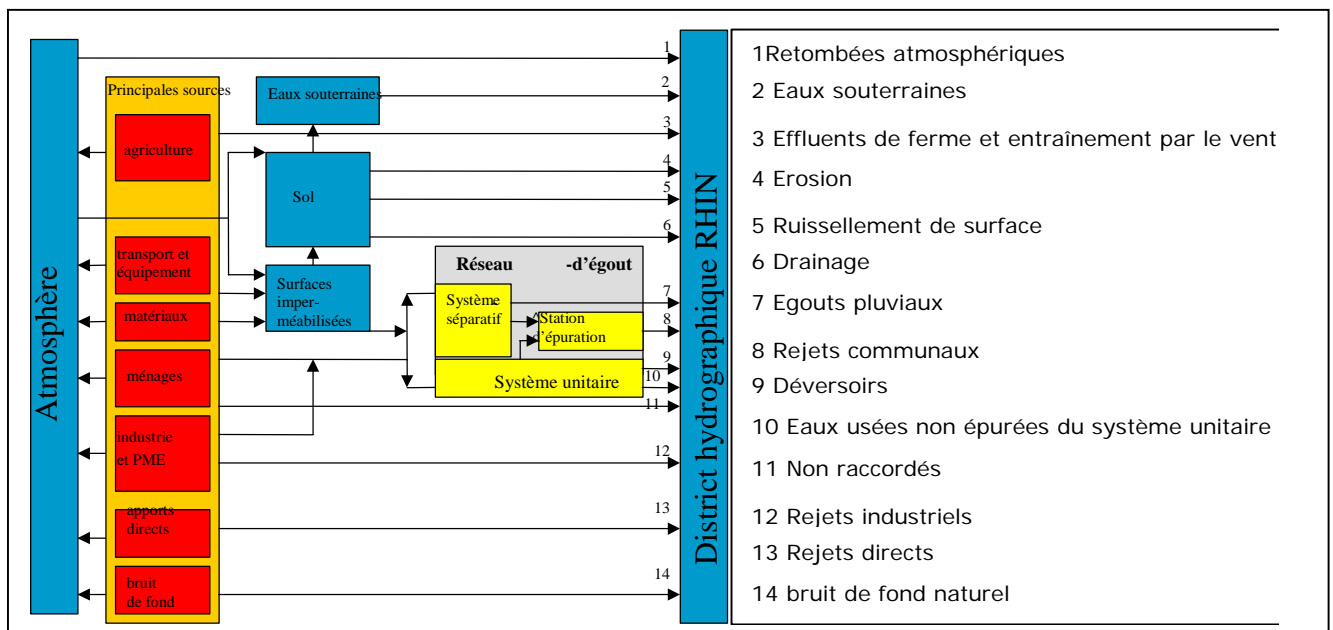 Atmosphère
Principales sources
agriculture
transport et
équipement
matériaux
ménages
industrie
et PME
apports
directs
bruit
de fond
Eaux souterraines
Sol
Surfaces
imper-
méabilisées
Réseau -d'égout
Système
séparatif
Station
d'épuration
Système unitaire
1
2
3
4
5
6
7
8
9
10
11
12
13
14
District hydrographique RHIN
1Retombées atmosphériques
2 Eaux souterraines
3 Effluents de ferme et entraînement par le vent
4 Erosion
5 Ruissellement de surface
6 Drainage
7 Egouts pluviaux
8 Rejets communaux
9 Déversoirs
10 Eaux usées non épurées du système unitaire
11 Non raccordés
12 Rejets industriels
13 Rejets directs
14 bruit de fond naturel